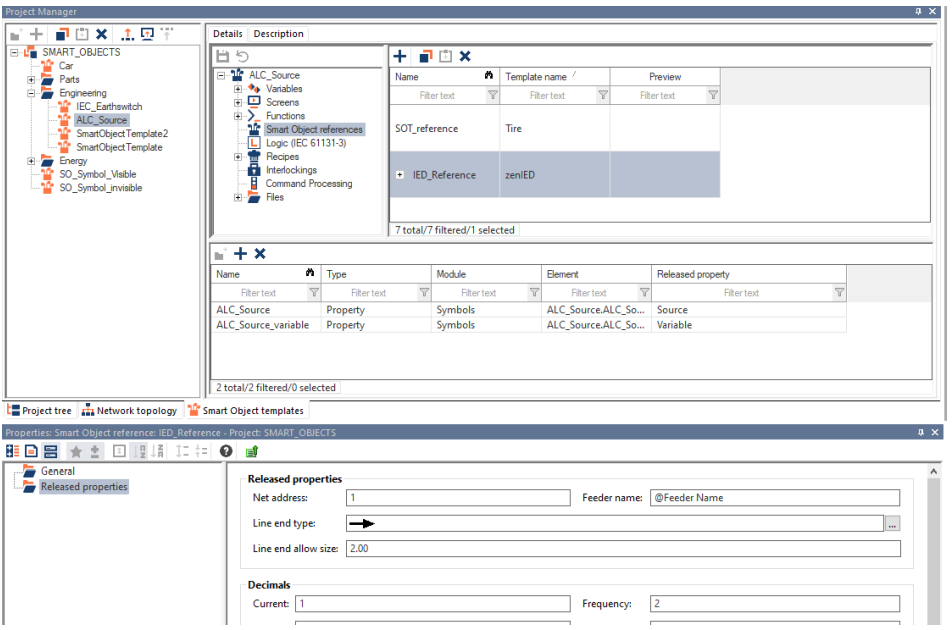 Project Manager
SMART_OBJECTS
Car
Parts
Engineering
IEC_Earthswitch
ALC_Source
SmartObjectTemplate2
SmartObjectTemplate
Energy
SO_Symbol_Visible
SO_Symbol_invisible
Details Description
ALC_Source
Variables
Screens
Functions
Smart Object references
Logic (IEC 61131-3)
Recipes
Interlockings
Command Processing
Files
Name Template name Preview
Filter text Filter text Filter text
SOT_reference Tire
IED_Reference zenIED
7 total/7 filtered/1 selected
Name Type Module Element Released property
Filter text Filter text Filter text Filter text Filter text
ALC_Source Property Symbols ALC_Source.ALC_So... Source
ALC_Source_variable Property Symbols ALC_Source.ALC_So... Variable
2 total/2 filtered/0 selected
Project tree Network topology Smart Object templates
Properties: Smart Object reference: IED_Reference - Project: SMART_OBJECTS
General
Released properties
Released properties
Net address: 1 Feeder name: @Feeder Name
Line end type: ...
Line end allow size: 2.00
Decimals
Current: 1 Frequency: 2